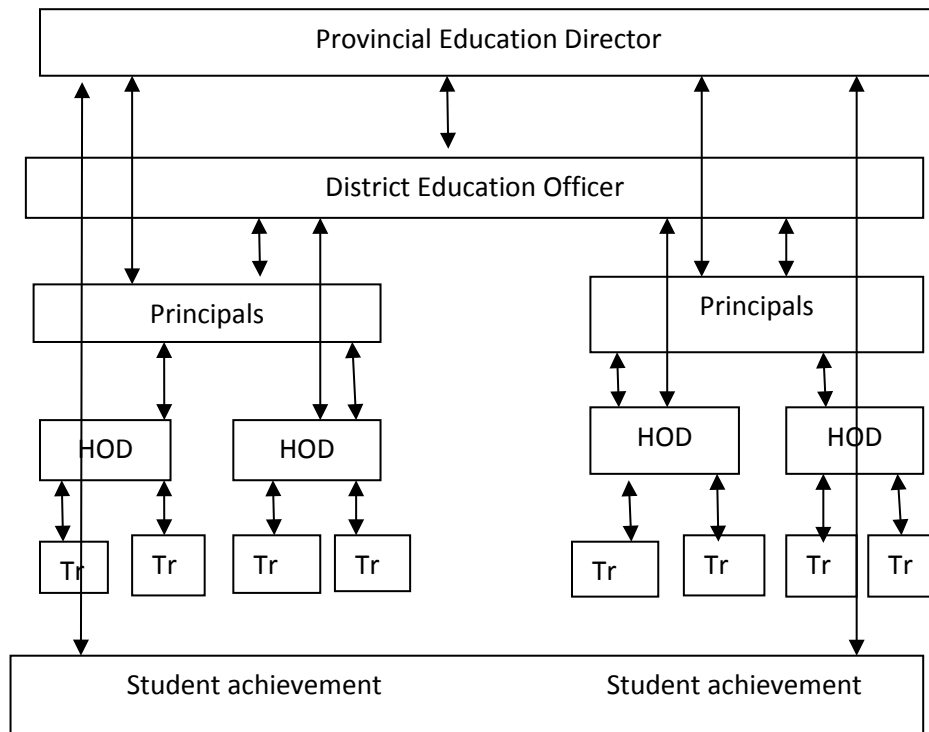 Provincial Education Director
District Education Officer
Principals
Principals
HOD
HOD
HOD
HOD
Tr
Tr
Tr
Tr
Tr
Tr
Tr
Tr
Student achievement
Student achievement